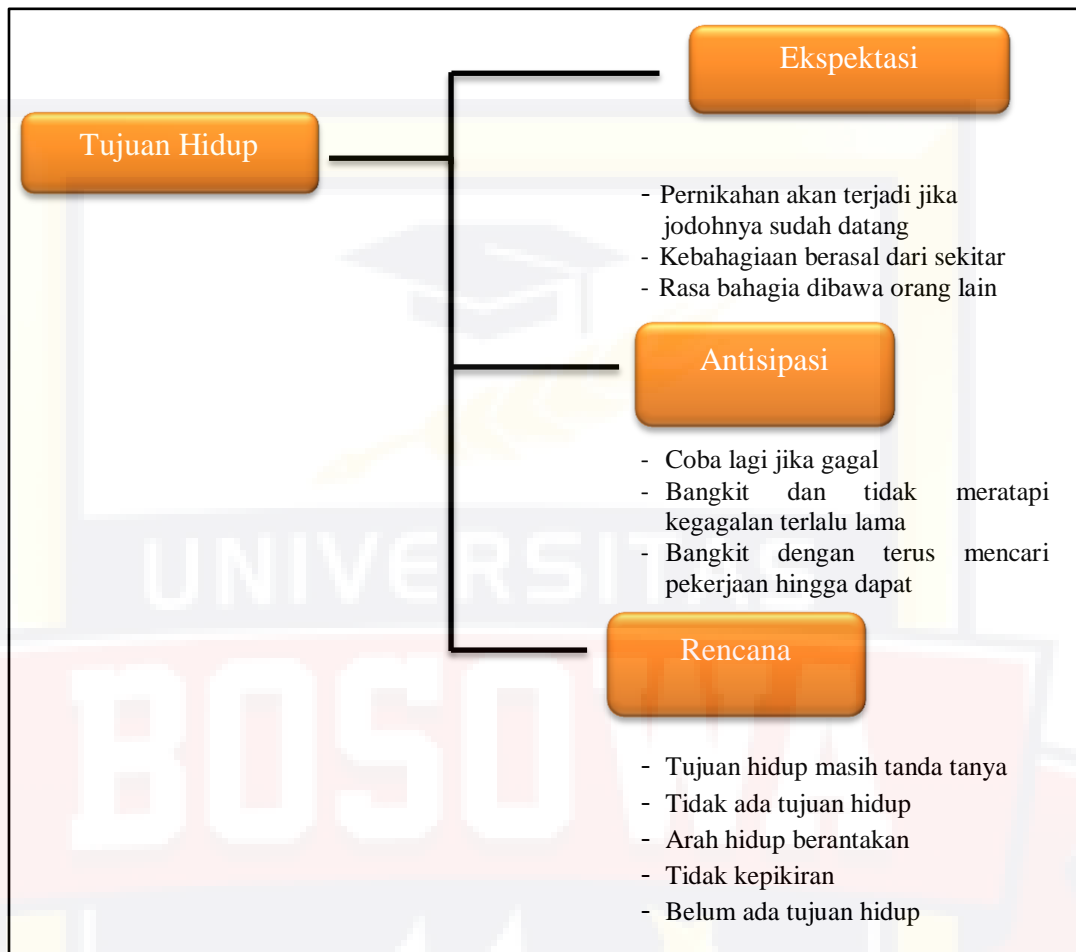 Ekspektasi
Tujuan Hidup
- Pernikahan akan terjadi jika
jodohnya sudah datang
- Kebahagiaan berasal dari sekitar
- Rasa bahagia dibawa orang lain
Antisipasi
- Coba lagi jika gagal
- Bangkit dan tidak meratapi
kegagalan terlalu lama
- Bangkit dengan terus mencari
pekerjaan hingga dapat
UNIVERSITAS
Rencana
BOSOWA
- Tujuan hidup masih tanda tanya
- Tidak ada tujuan hidup
- Arah hidup berantakan
- Tidak kepikiran
- Belum ada tujuan hidup